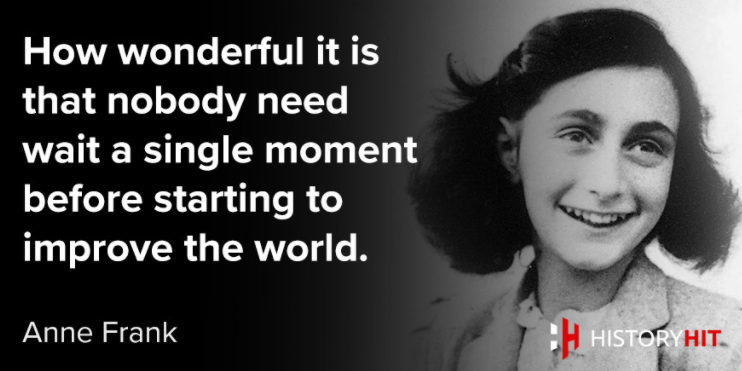 How wonderful it is
that nobody need
wait a single moment
before starting to
improve the world.
Anne Frank
HISTORYHIT